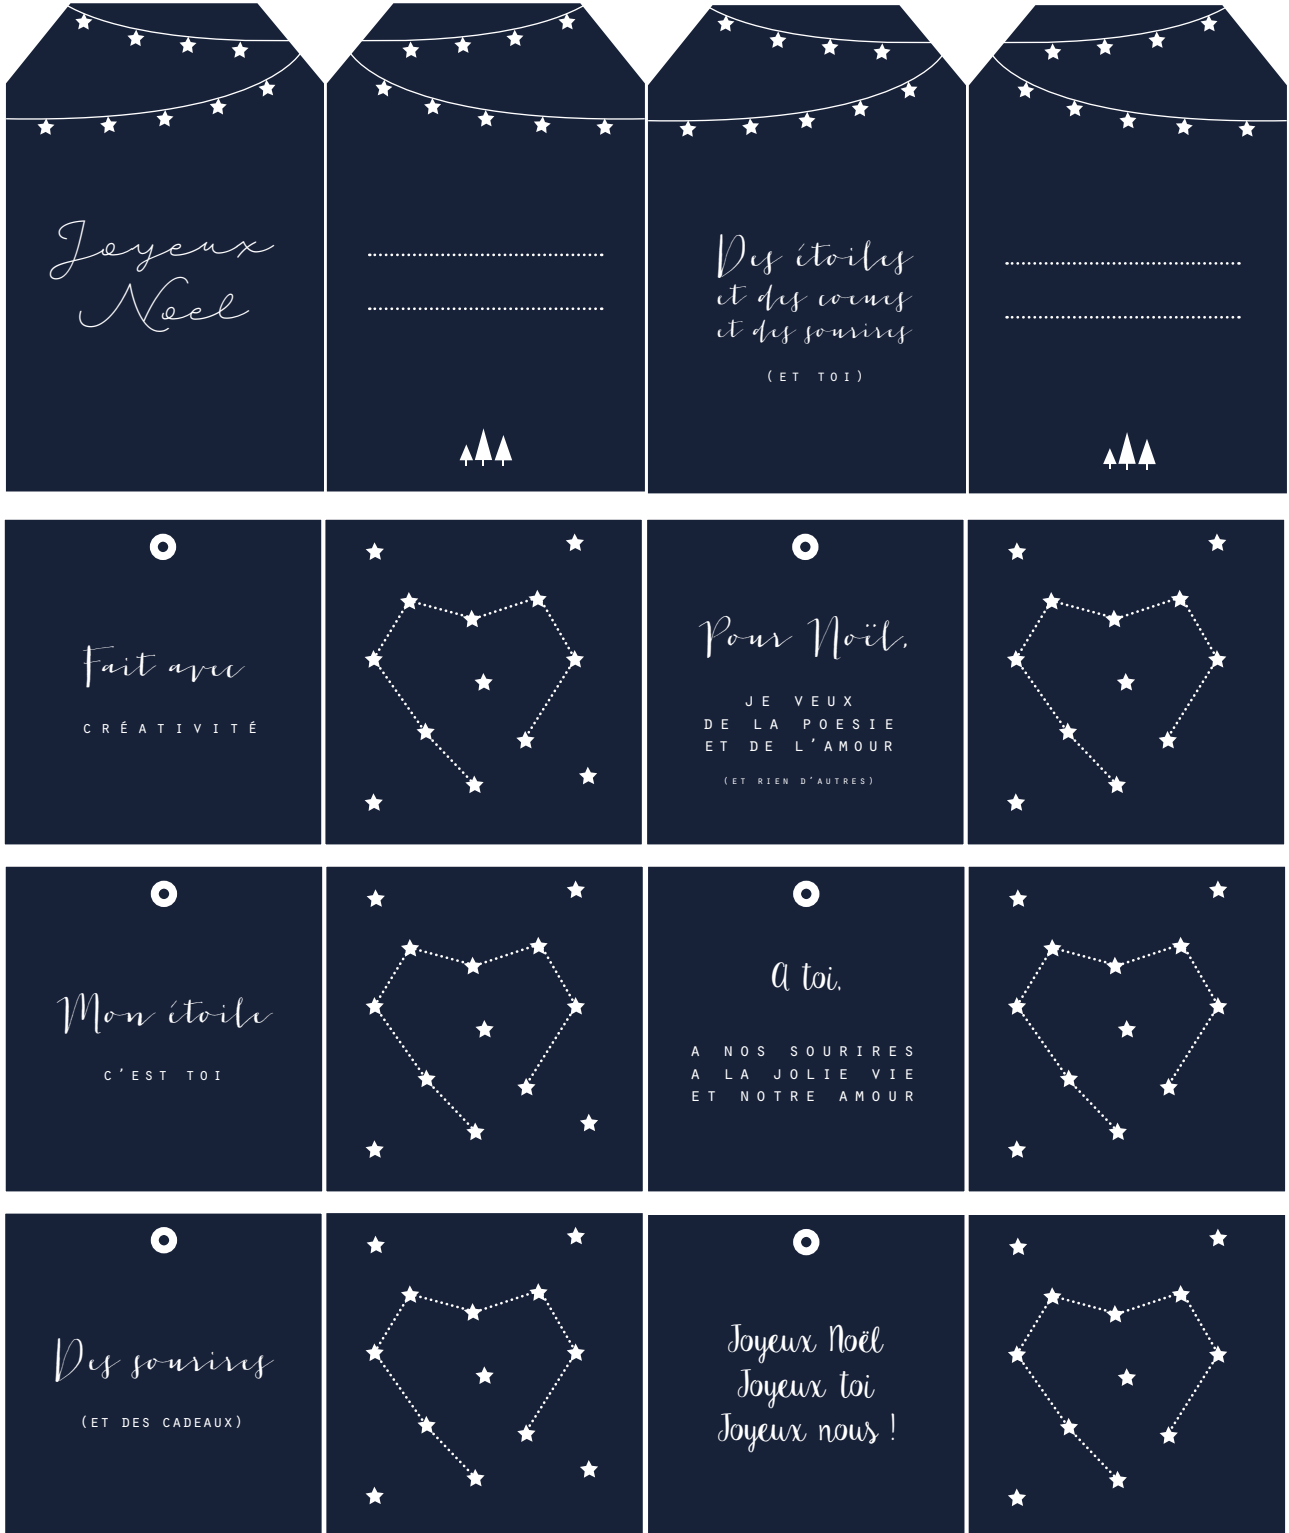 Joyeux
Noel
Des étoiles
et des coeurs
et des sourires
(ET TOI)
Fait avec
CRÉATIVITÉ
Pour Noël,
JE VEUX
DE LA POESIE
ET DE L'AMOUR
(ET RIEN D'AUTRES)
Mon étoile
C'EST TOI
A toi,
A NOS SOURIRES
A LA JOLIE VIE
ET NOTRE AMOUR
Des sourires
(ET DES CADEAUX)
Joyeux Noël
Joyeux toi
Joyeux nous !